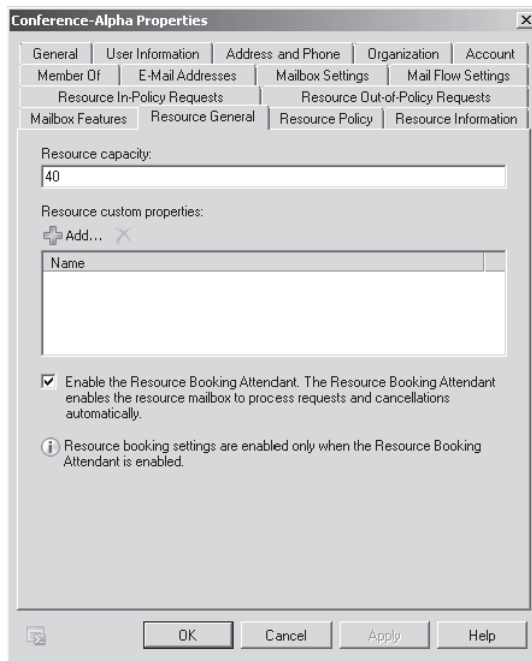 Conference-Alpha Properties
General User Information Address and Phone Organization Account
Member Of E-Mail Addresses Mailbox Settings Mail Flow Settings
Resource In-Policy Requests Resource Out-of-Policy Requests
Mailbox Features Resource General Resource Policy Resource Information
Resource capacity:
40
Resource custom properties:
Add...
Name
Enable the Resource Booking Attendant. The Resource Booking Attendant
enables the resource mailbox to process requests and cancellations
automatically.
Resource booking settings are enabled only when the Resource Booking
Attendant is enabled.
OK Cancel Apply Help